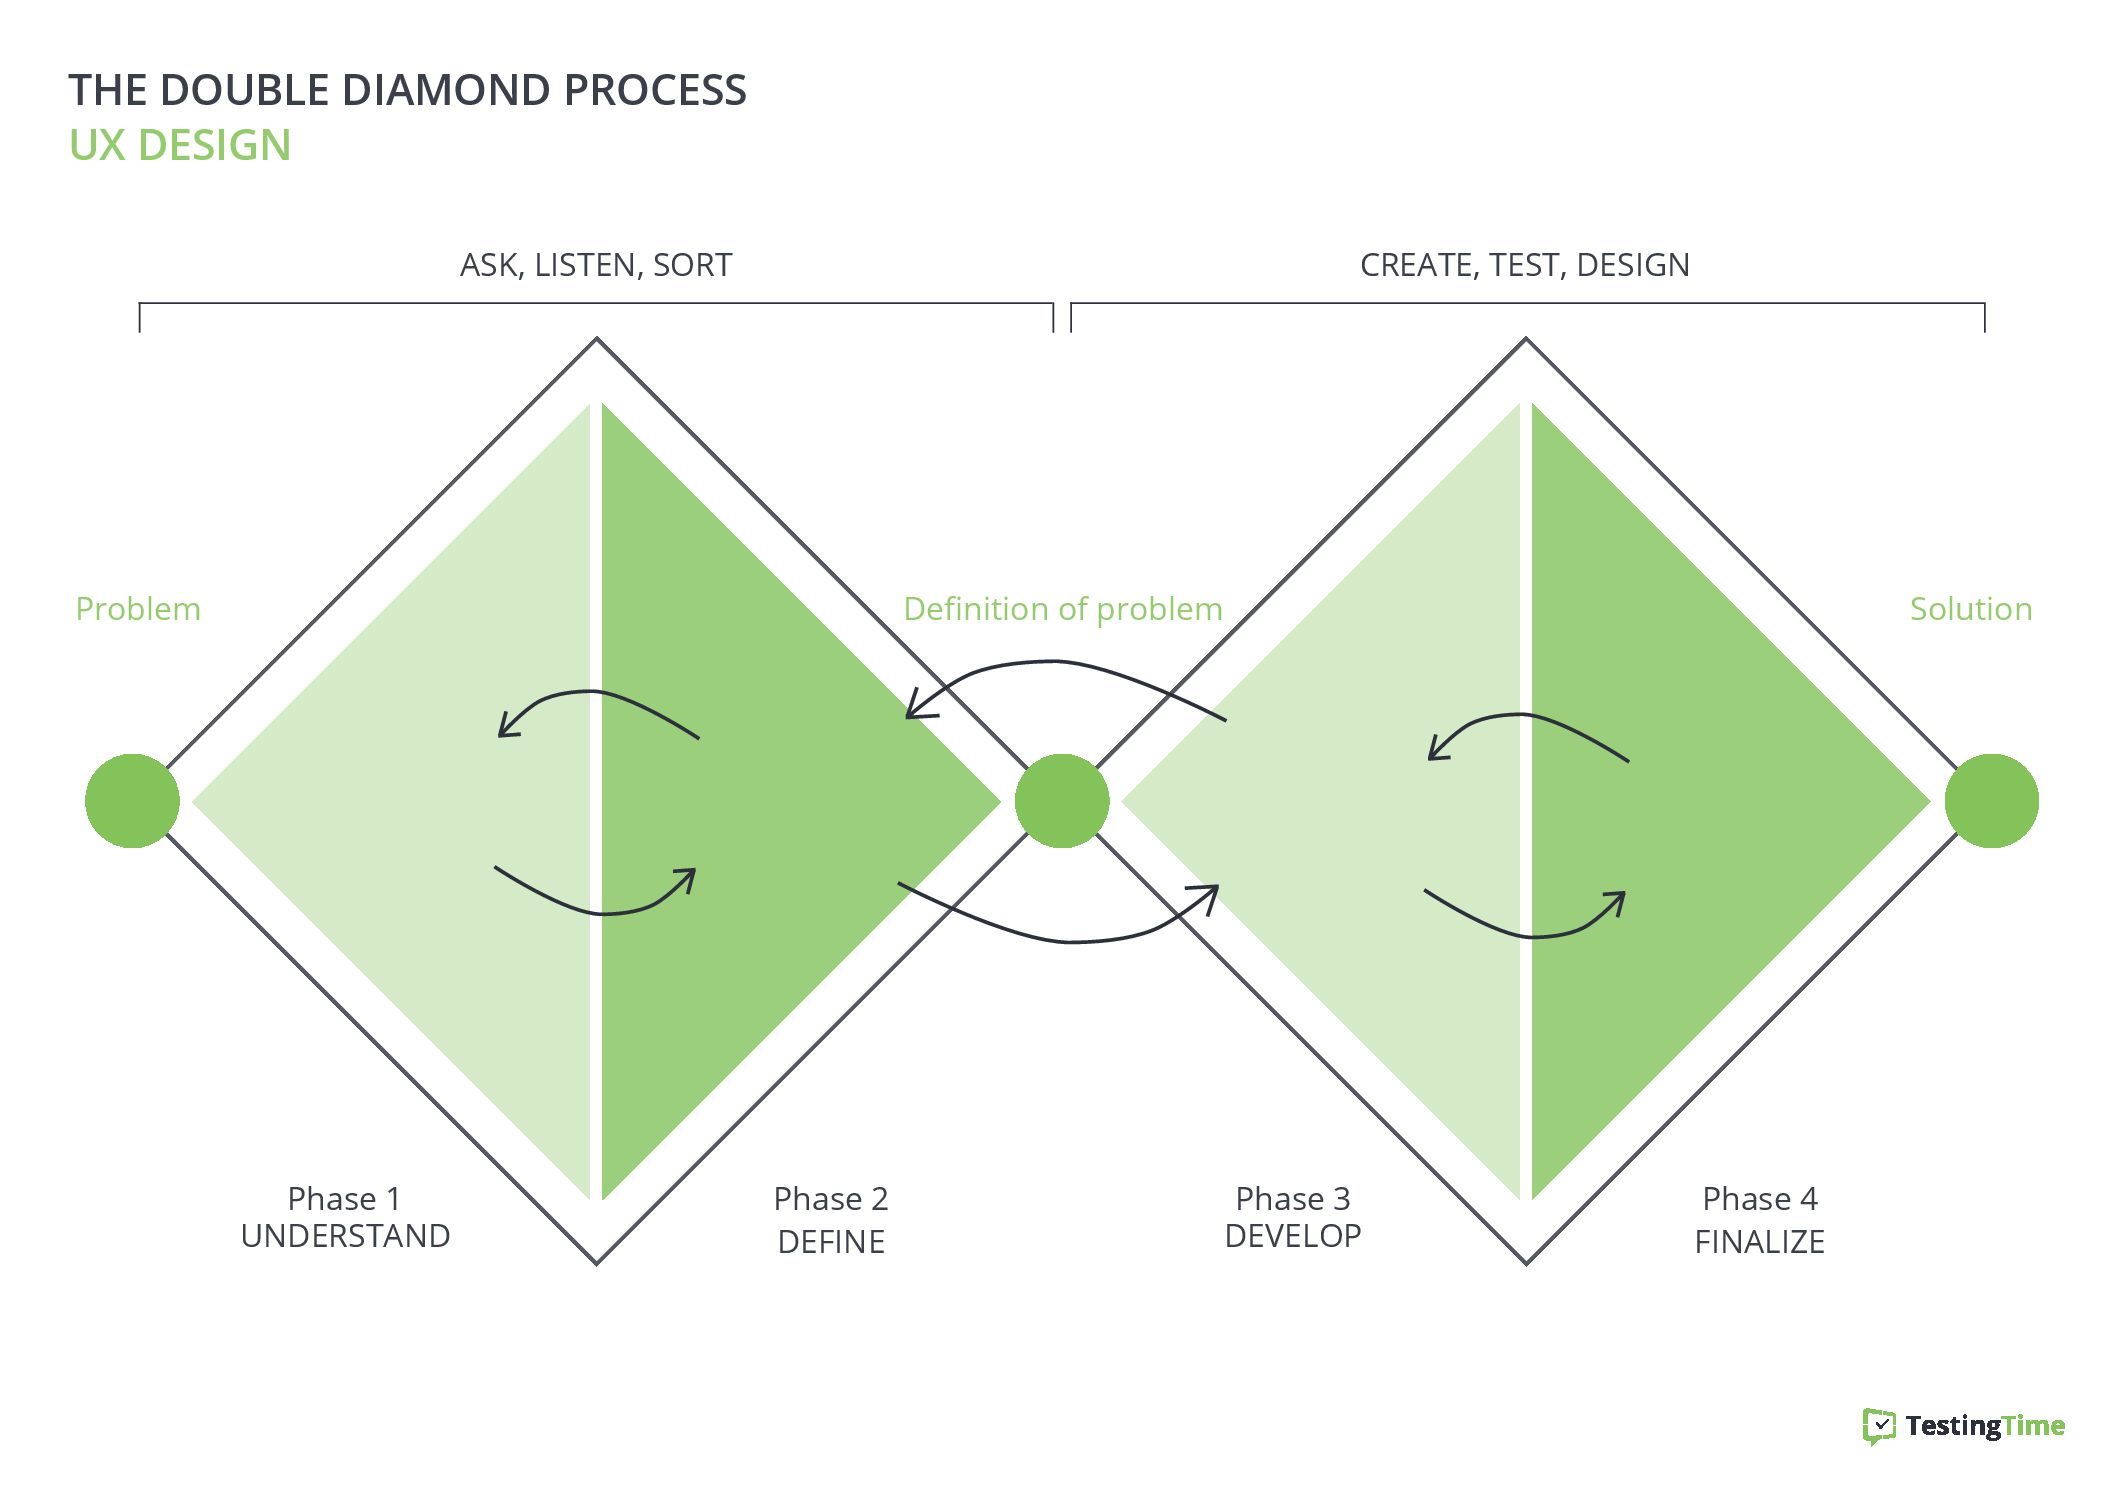 THE DOUBLE DIAMOND PROCESS
UX DESIGN
ASK, LISTEN, SORT
CREATE, TEST, DESIGN
Problem
Definition of problem
Solution
Phase 1
UNDERSTAND
Phase 2
DEFINE
Phase 3
DEVELOP
Phase 4
FINALIZE
TestingTime